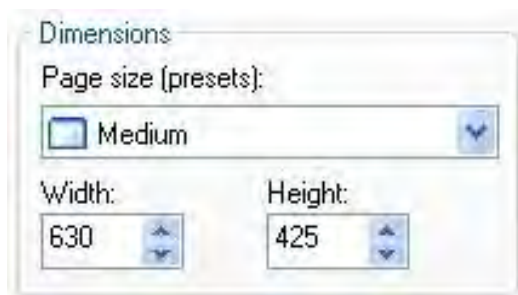 Dimensions
Page size (presets):
Medium
Width: Height:
630 425